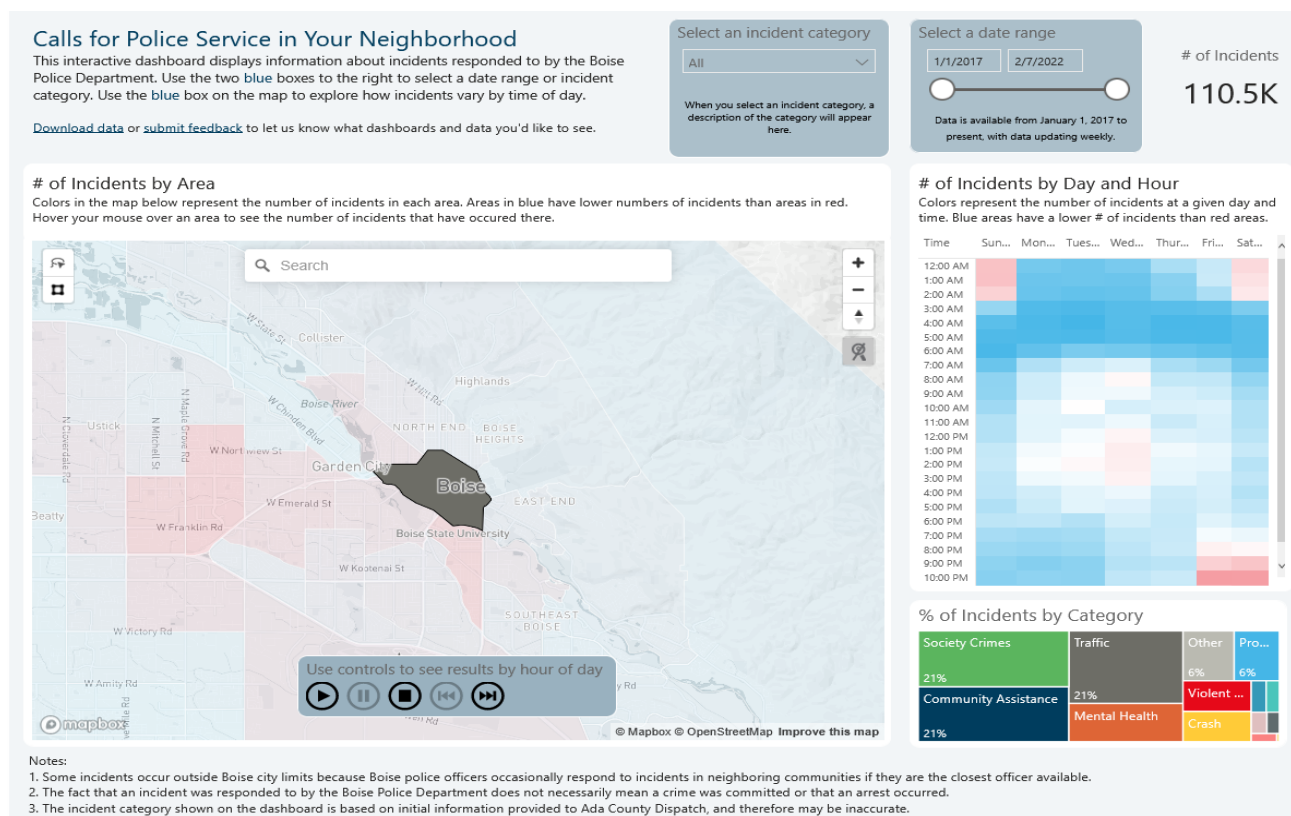 Calls for Police Service in Your Neighborhood
This interactive dashboard displays information about incidents responded to by the Boise
Police Department. Use the two blue boxes to the right to select a date range or incident
category. Use the blue box on the map to explore how incidents vary by time of day.
Download data or submit feedback to let us know what dashboards and data you'd like to see.
Select an incident category
All
When you select an incident category, a
description of the category will appear
here.
Select a date range
1/1/2017 2/7/2022
Data is available from January 1, 2017 to
present, with data updating weekly.
# of Incidents
110.5K
# of Incidents by Area
Colors in the map below represent the number of incidents in each area. Areas in blue have lower numbers of incidents than areas in red.
Hover your mouse over an area to see the number of incidents that have occured there.
Search
W State St
Collister
Highlands
W Hill Rd
Boise River
W Chinden Blvd
NORTH END
BOISE
HEIGHTS
N Cloverdale Rd
Ustick
N Mitchell St
N Maple Grove Rd
Garden City
Boise
W Emerald St
EAST END
Beatty
W Franklin Rd
Boise State University
W Kootenai St
SOUTHEAST
BOISE
W Victory Rd
W Amity Rd
Use controls to see results by hour of day
mapbox
© Mapbox © OpenStreetMap Improve this map
# of Incidents by Day and Hour
Colors represent the number of incidents at a given day and
time. Blue areas have a lower # of incidents than red areas.
Time Sun... Mon... Tues... Wed... Thur... Fri... Sat...
12:00 AM
1:00 AM
2:00 AM
3:00 AM
4:00 AM
5:00 AM
6:00 AM
7:00 AM
8:00 AM
9:00 AM
10:00 AM
11:00 AM
12:00 PM
1:00 PM
2:00 PM
3:00 PM
4:00 PM
5:00 PM
6:00 PM
7:00 PM
8:00 PM
9:00 PM
10:00 PM
% of Incidents by Category
Society Crimes
21%
Community Assistance
21%
Traffic
21%
Mental Health
Other
6%
Pro...
6%
Violent ...
Crash
Notes:
1. Some incidents occur outside Boise city limits because Boise police officers occasionally respond to incidents in neighboring communities if they are the closest officer available.
2. The fact that an incident was responded to by the Boise Police Department does not necessarily mean a crime was committed or that an arrest occurred.
3. The incident category shown on the dashboard is based on initial information provided to Ada County Dispatch, and therefore may be inaccurate.